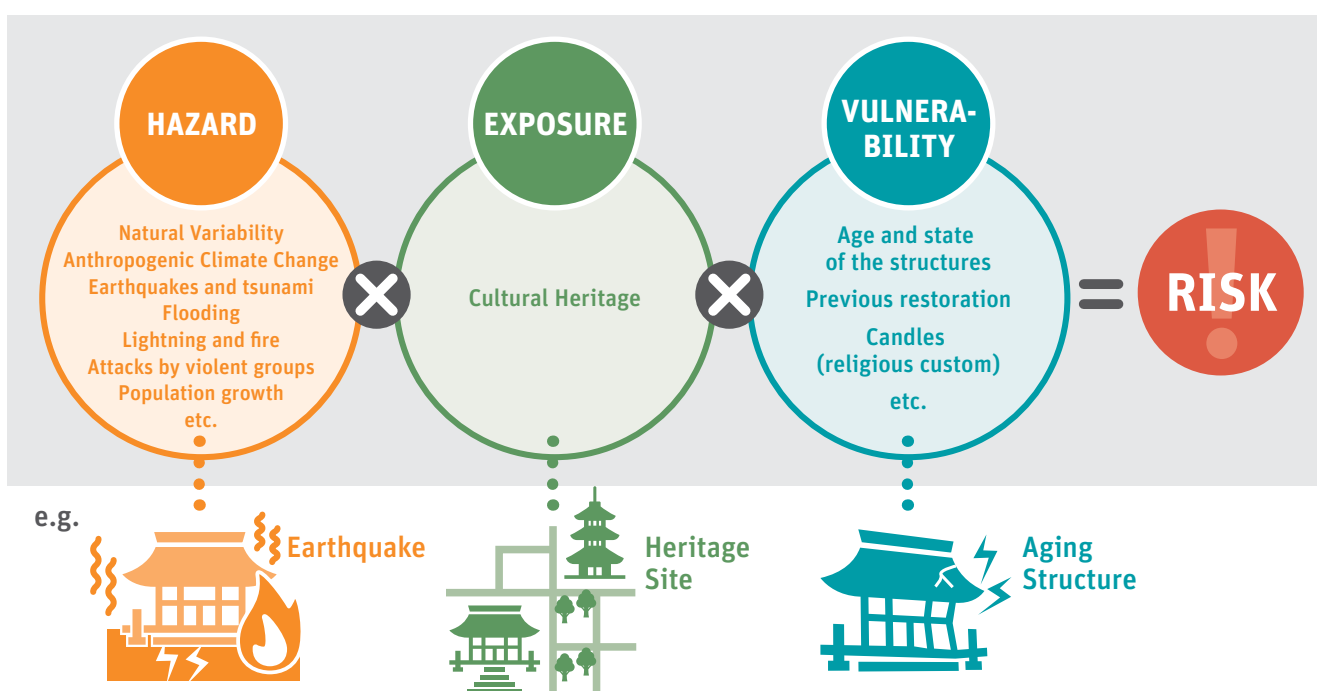 HAZARD
Natural Variability
Anthropogenic Climate Change
Earthquakes and tsunami
Flooding
Lightning and fire
Attacks by violent groups
Population growth
etc.
EXPOSURE
Cultural Heritage
VULNERA-
BILITY
Age and state
of the structures
Previous restoration
Candles
(religious custom)
etc.
=
! RISK
e.g.
Earthquake
Heritage
Site
Aging
Structure